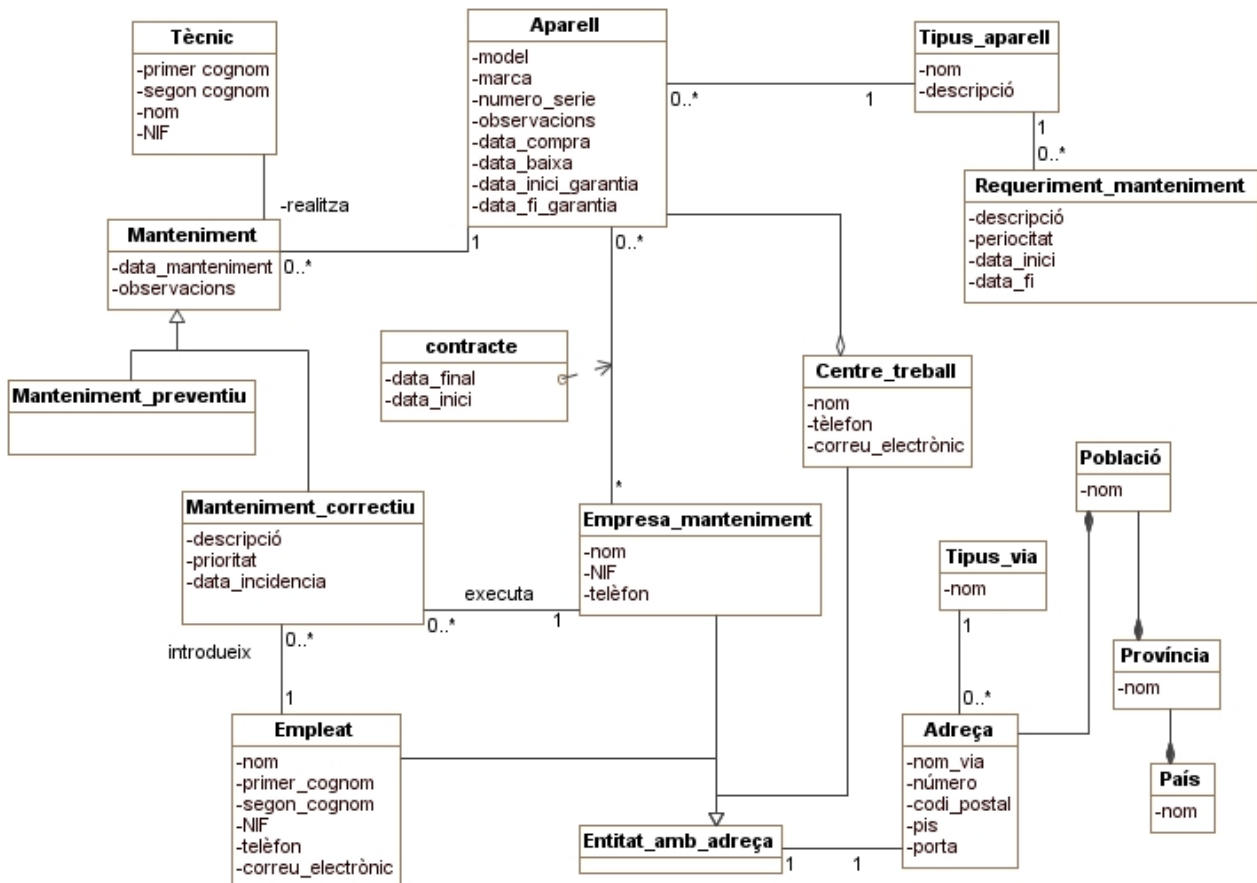 Tècnic
-primer cognom
-segon cognom
-nom
-NIF
Aparell
-model
-marca
-numero_serie
-observacions
-data_compra
-data_baixa
-data_inici_garantia
-data_fi_garantia
Tipus_aparell
-nom
-descripció
0..*
1
1
0..*
Requeriment_manteniment
-descripció
-periocitat
-data_inici
-data_fi
-realitza
Manteniment
-data_manteniment
-observacions
0..*
1
0..*
contracte
-data_final
-data_inici
Centre_treball
-nom
-tèlefon
-correu_electrònic
Manteniment_preventiu
Manteniment_correctiu
-descripció
-prioritat
-data_incidencia
*
Empresa_manteniment
-nom
-NIF
-telèfon
executa
0..*
1
Població
-nom
Tipus_via
-nom
Província
-nom
País
-nom
introdueix
0..*
1
1
0..*
Empleat
-nom
-primer_cognom
-segon_cognom
-NIF
-telèfon
-correu_electrònic
Adreça
-nom_via
-número
-codi_postal
-pis
-porta
Entitat_amb_adreça
1
1